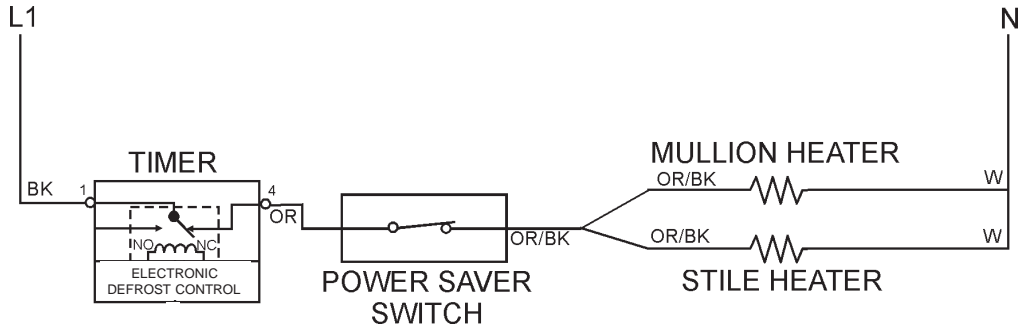 L1
N
TIMER
MULLION HEATER
BK
1
4
OR
OR/BK
W
NO
NC
OR/BK
OR/BK
W
ELECTRONIC
DEFROST CONTROL
POWER SAVER
SWITCH
STILE HEATER